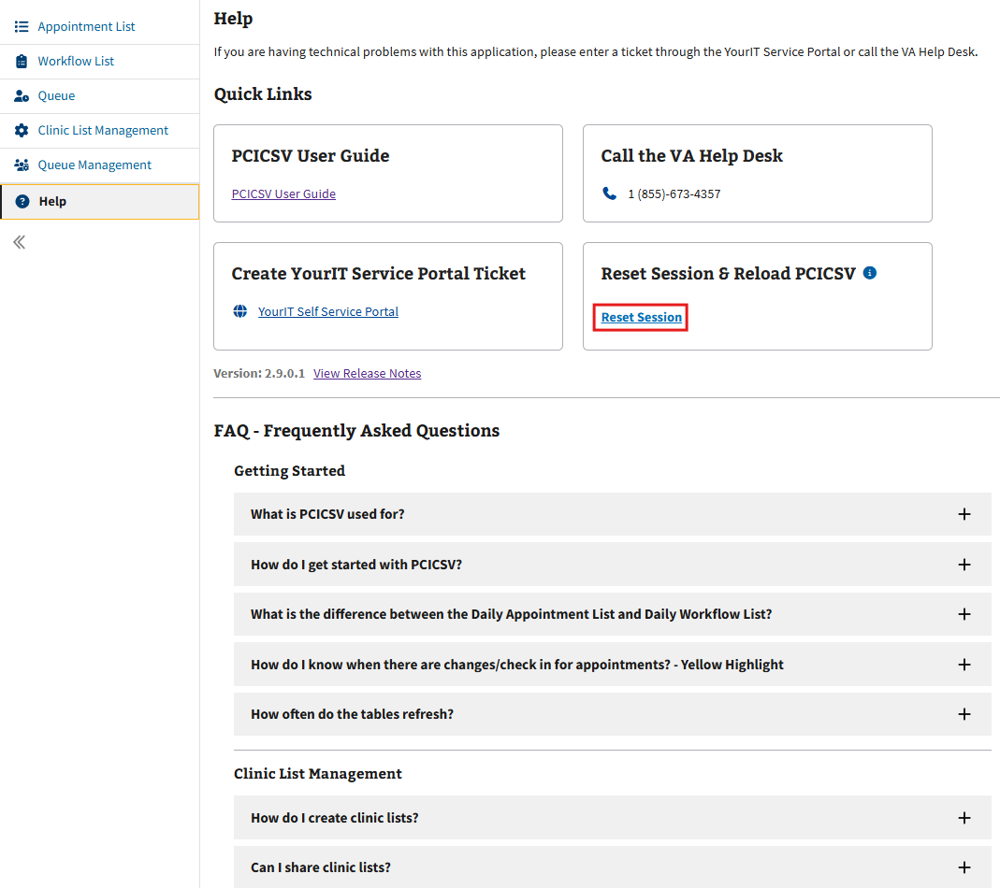 Appointment List
Workflow List
Queue
Clinic List Management
Queue Management
Help
Help
If you are having technical problems with this application, please enter a ticket through the YourIT Service Portal or call the VA Help Desk.
Quick Links
PCICSV User Guide
PCICSV User Guide
Call the VA Help Desk
1 (855)-673-4357
Create YourIT Service Portal Ticket
YourIT Self Service Portal
Reset Session & Reload PCICSV
Reset Session
Version: 2.9.0.1 View Release Notes
FAQ - Frequently Asked Questions
Getting Started
What is PCICSV used for?
How do I get started with PCICSV?
What is the difference between the Daily Appointment List and Daily Workflow List?
How do I know when there are changes/check in for appointments? - Yellow Highlight
How often do the tables refresh?
Clinic List Management
How do I create clinic lists?
Can I share clinic lists?